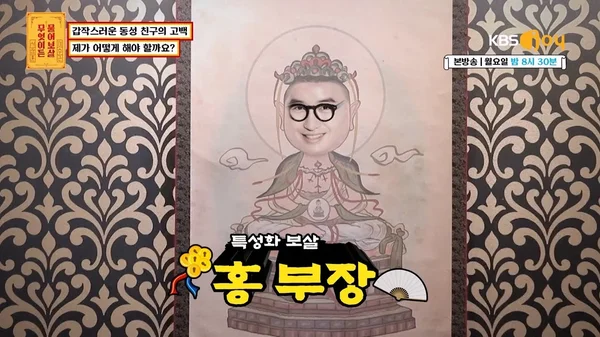 무엇이든
물어보살
갑작스러운 동성 친구의 고백
제가 어떻게 해야 할까요?
KBS Joy
본방송 | 월요일 밤 8시 30분
특성화 보살
홍 부장